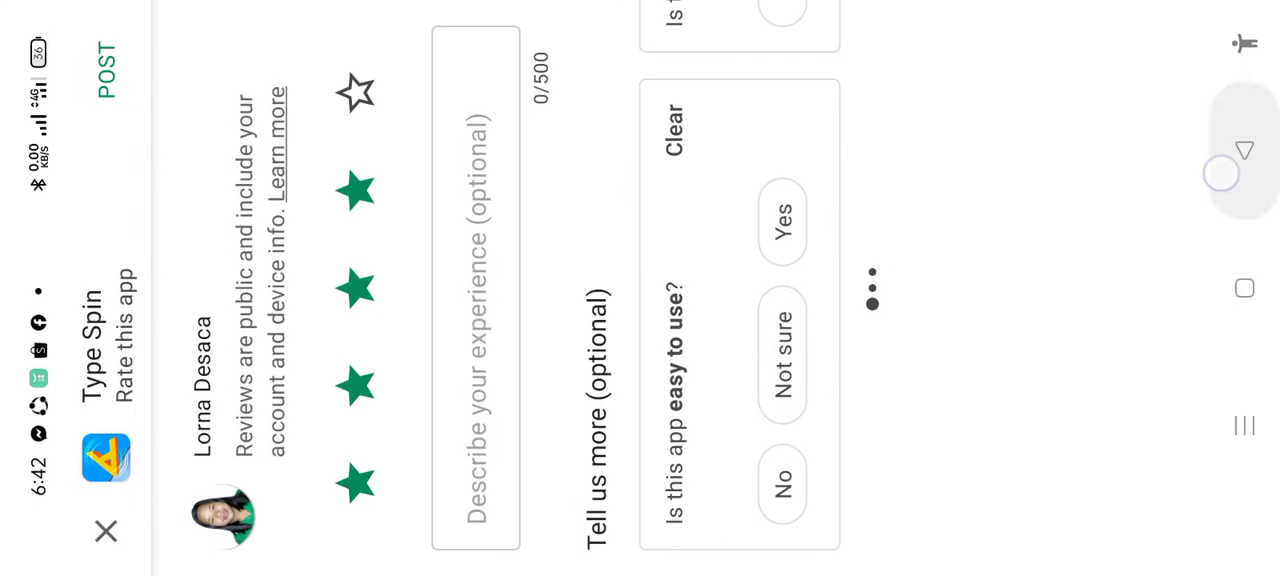 6:42
0.00
KB/S
4G
36
Type Spin
Rate this app
POST
Lorna Desaca
Reviews are public and include your
account and device info. Learn more
Describe your experience (optional)
0/500
Tell us more (optional)
Is this app easy to use?
Clear
No
Not sure
Yes